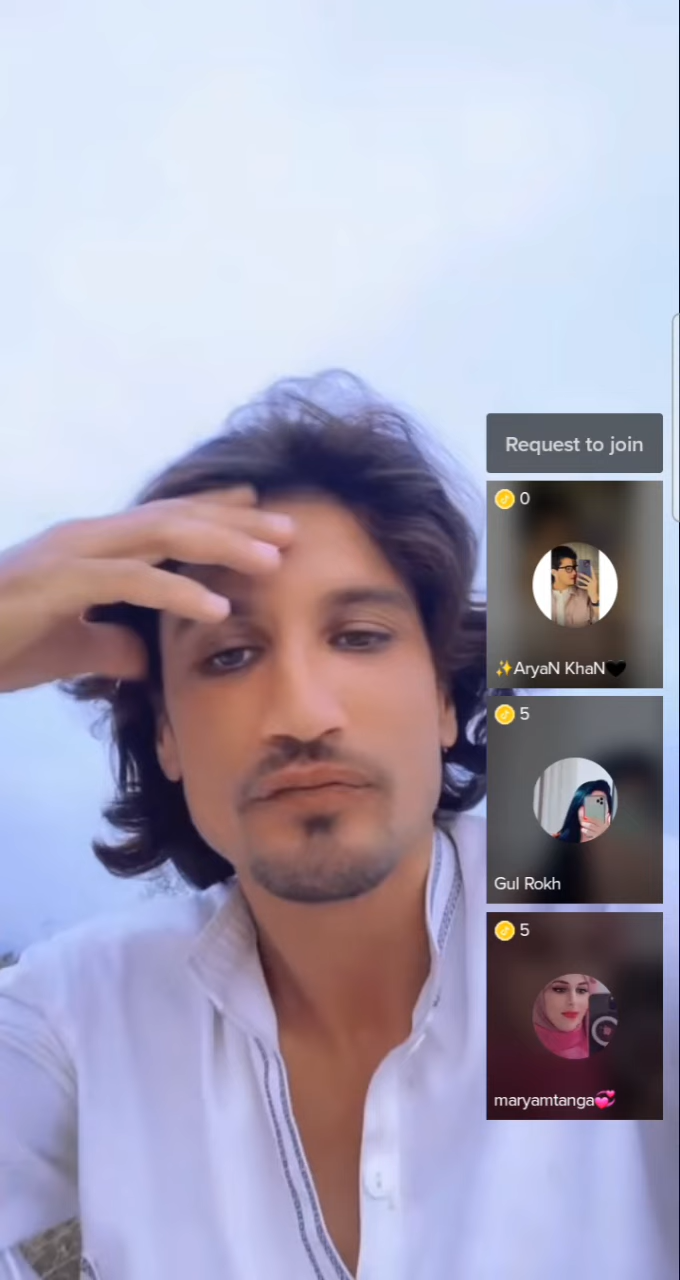 Request to join
0
✨AryaN KhaN🖤
5
Gul Rokh
5
maryamtanga💞